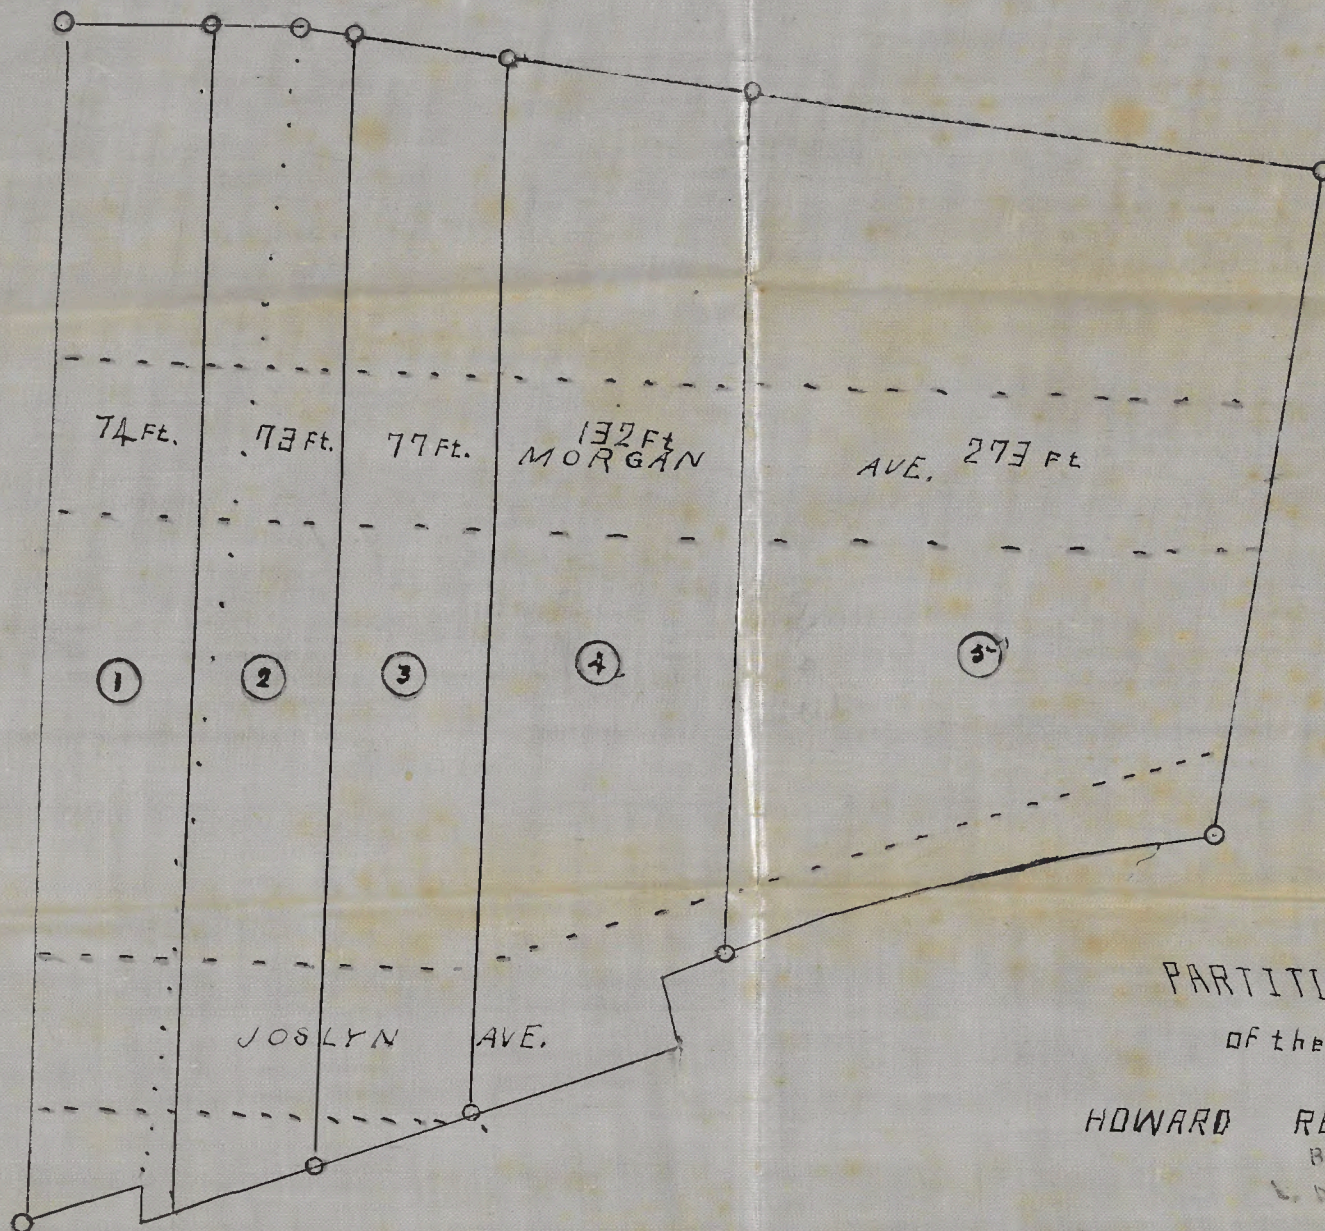 74 Ft.
73 Ft.
77 Ft.
132 Ft
MORGAN AVE.
273 Ft
1
2
3
4
5
JOSLYN AVE.
PARTITI
of the
HOWARD RE
B